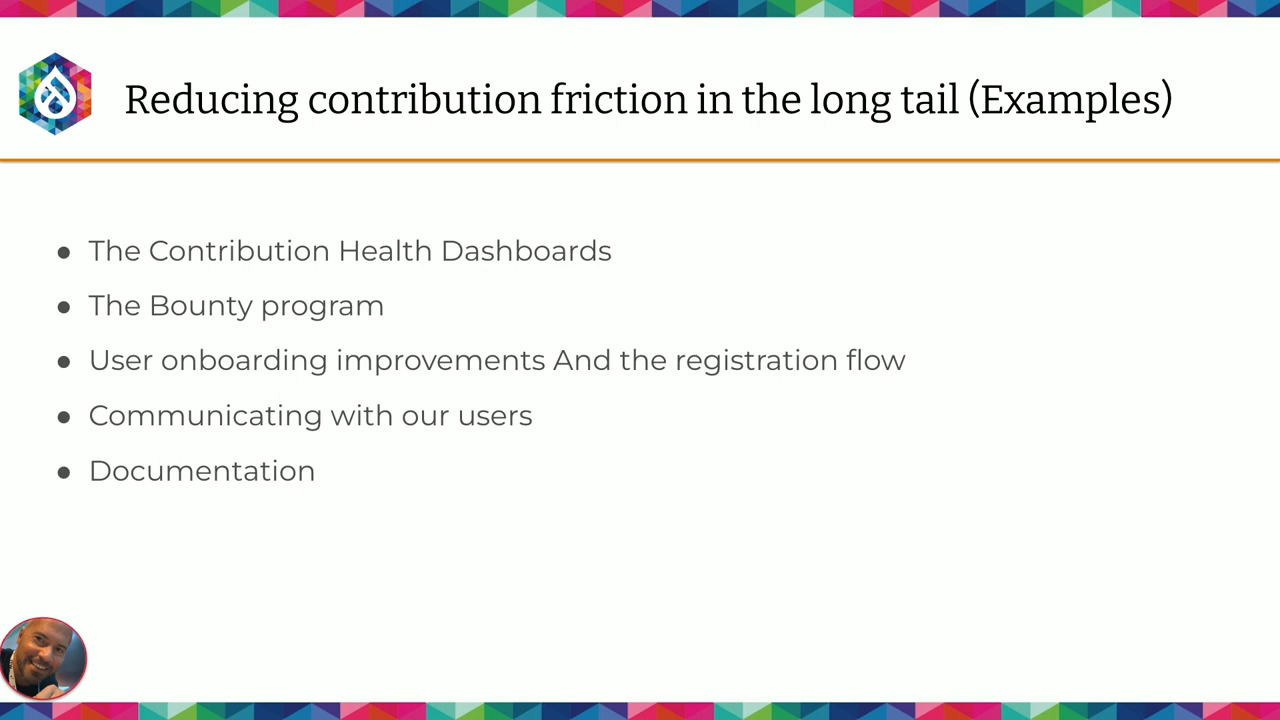 Reducing contribution friction in the long tail (Examples)
● The Contribution Health Dashboards
● The Bounty program
● User onboarding improvements And the registration flow
● Communicating with our users
● Documentation